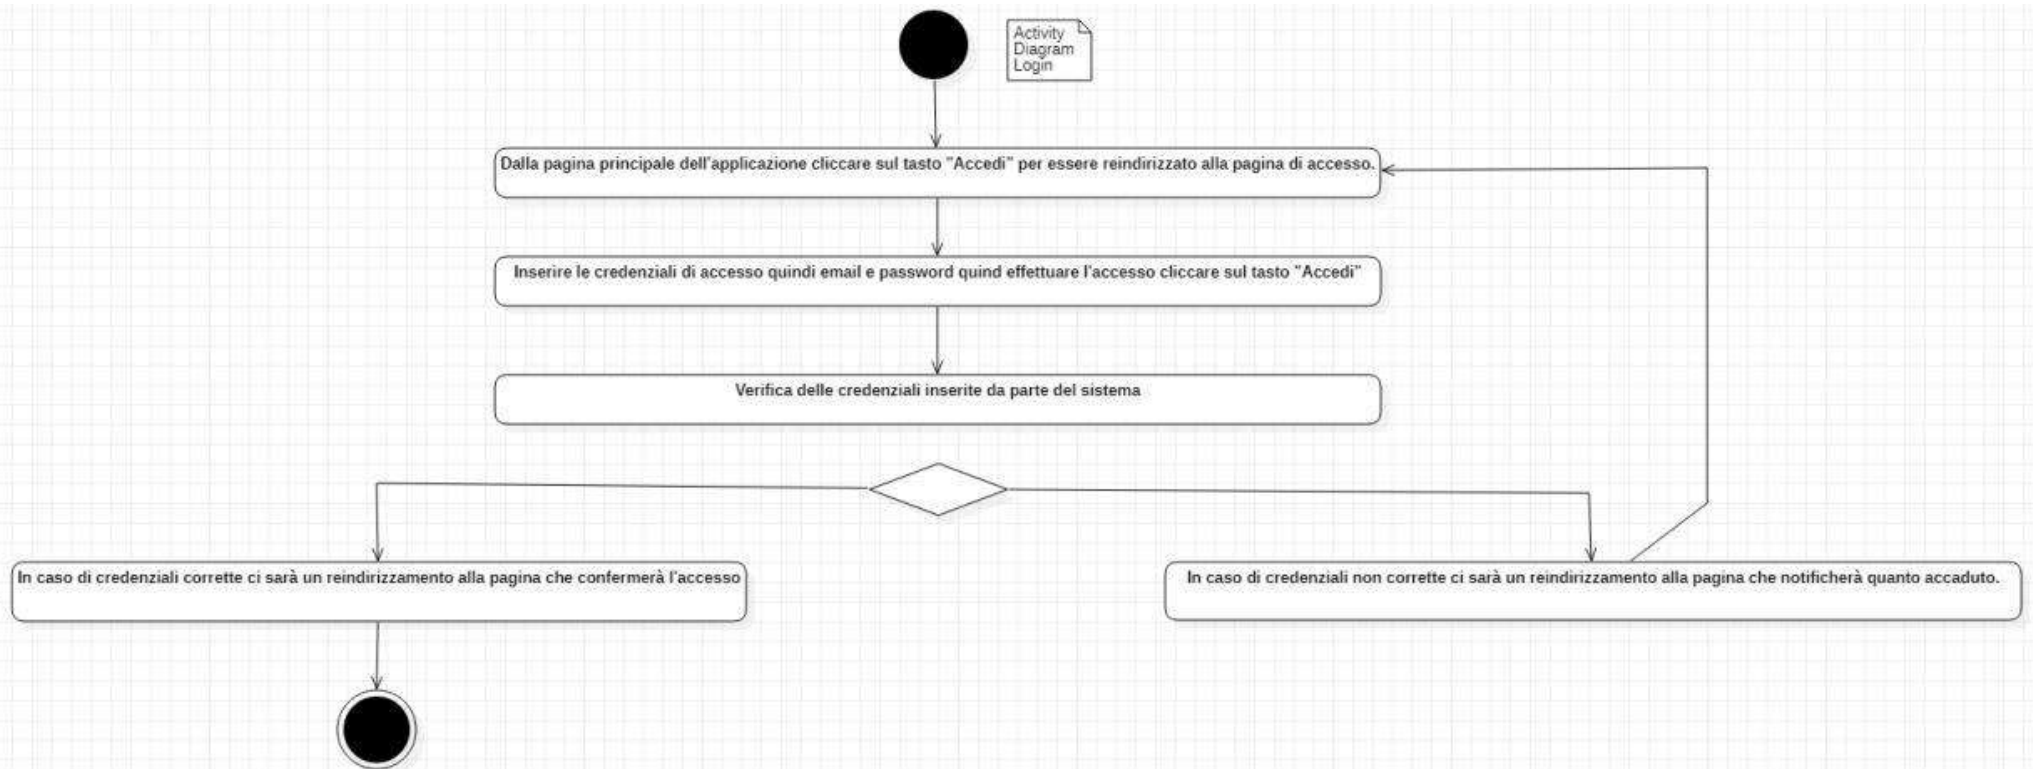 Activity
Diagram
Login
Dalla pagina principale dell'applicazione cliccare sul tasto "Accedi" per essere reindirizzato alla pagina di accesso.
Inserire le credenziali di accesso quindi email e password quind effettuare l'accesso cliccare sul tasto "Accedi"
Verifica delle credenziali inserite da parte del sistema
In caso di credenziali corrette ci sarà un reindirizzamento alla pagina che confermerà l'accesso
In caso di credenziali non corrette ci sarà un reindirizzamento alla pagina che notificherà quanto accaduto.